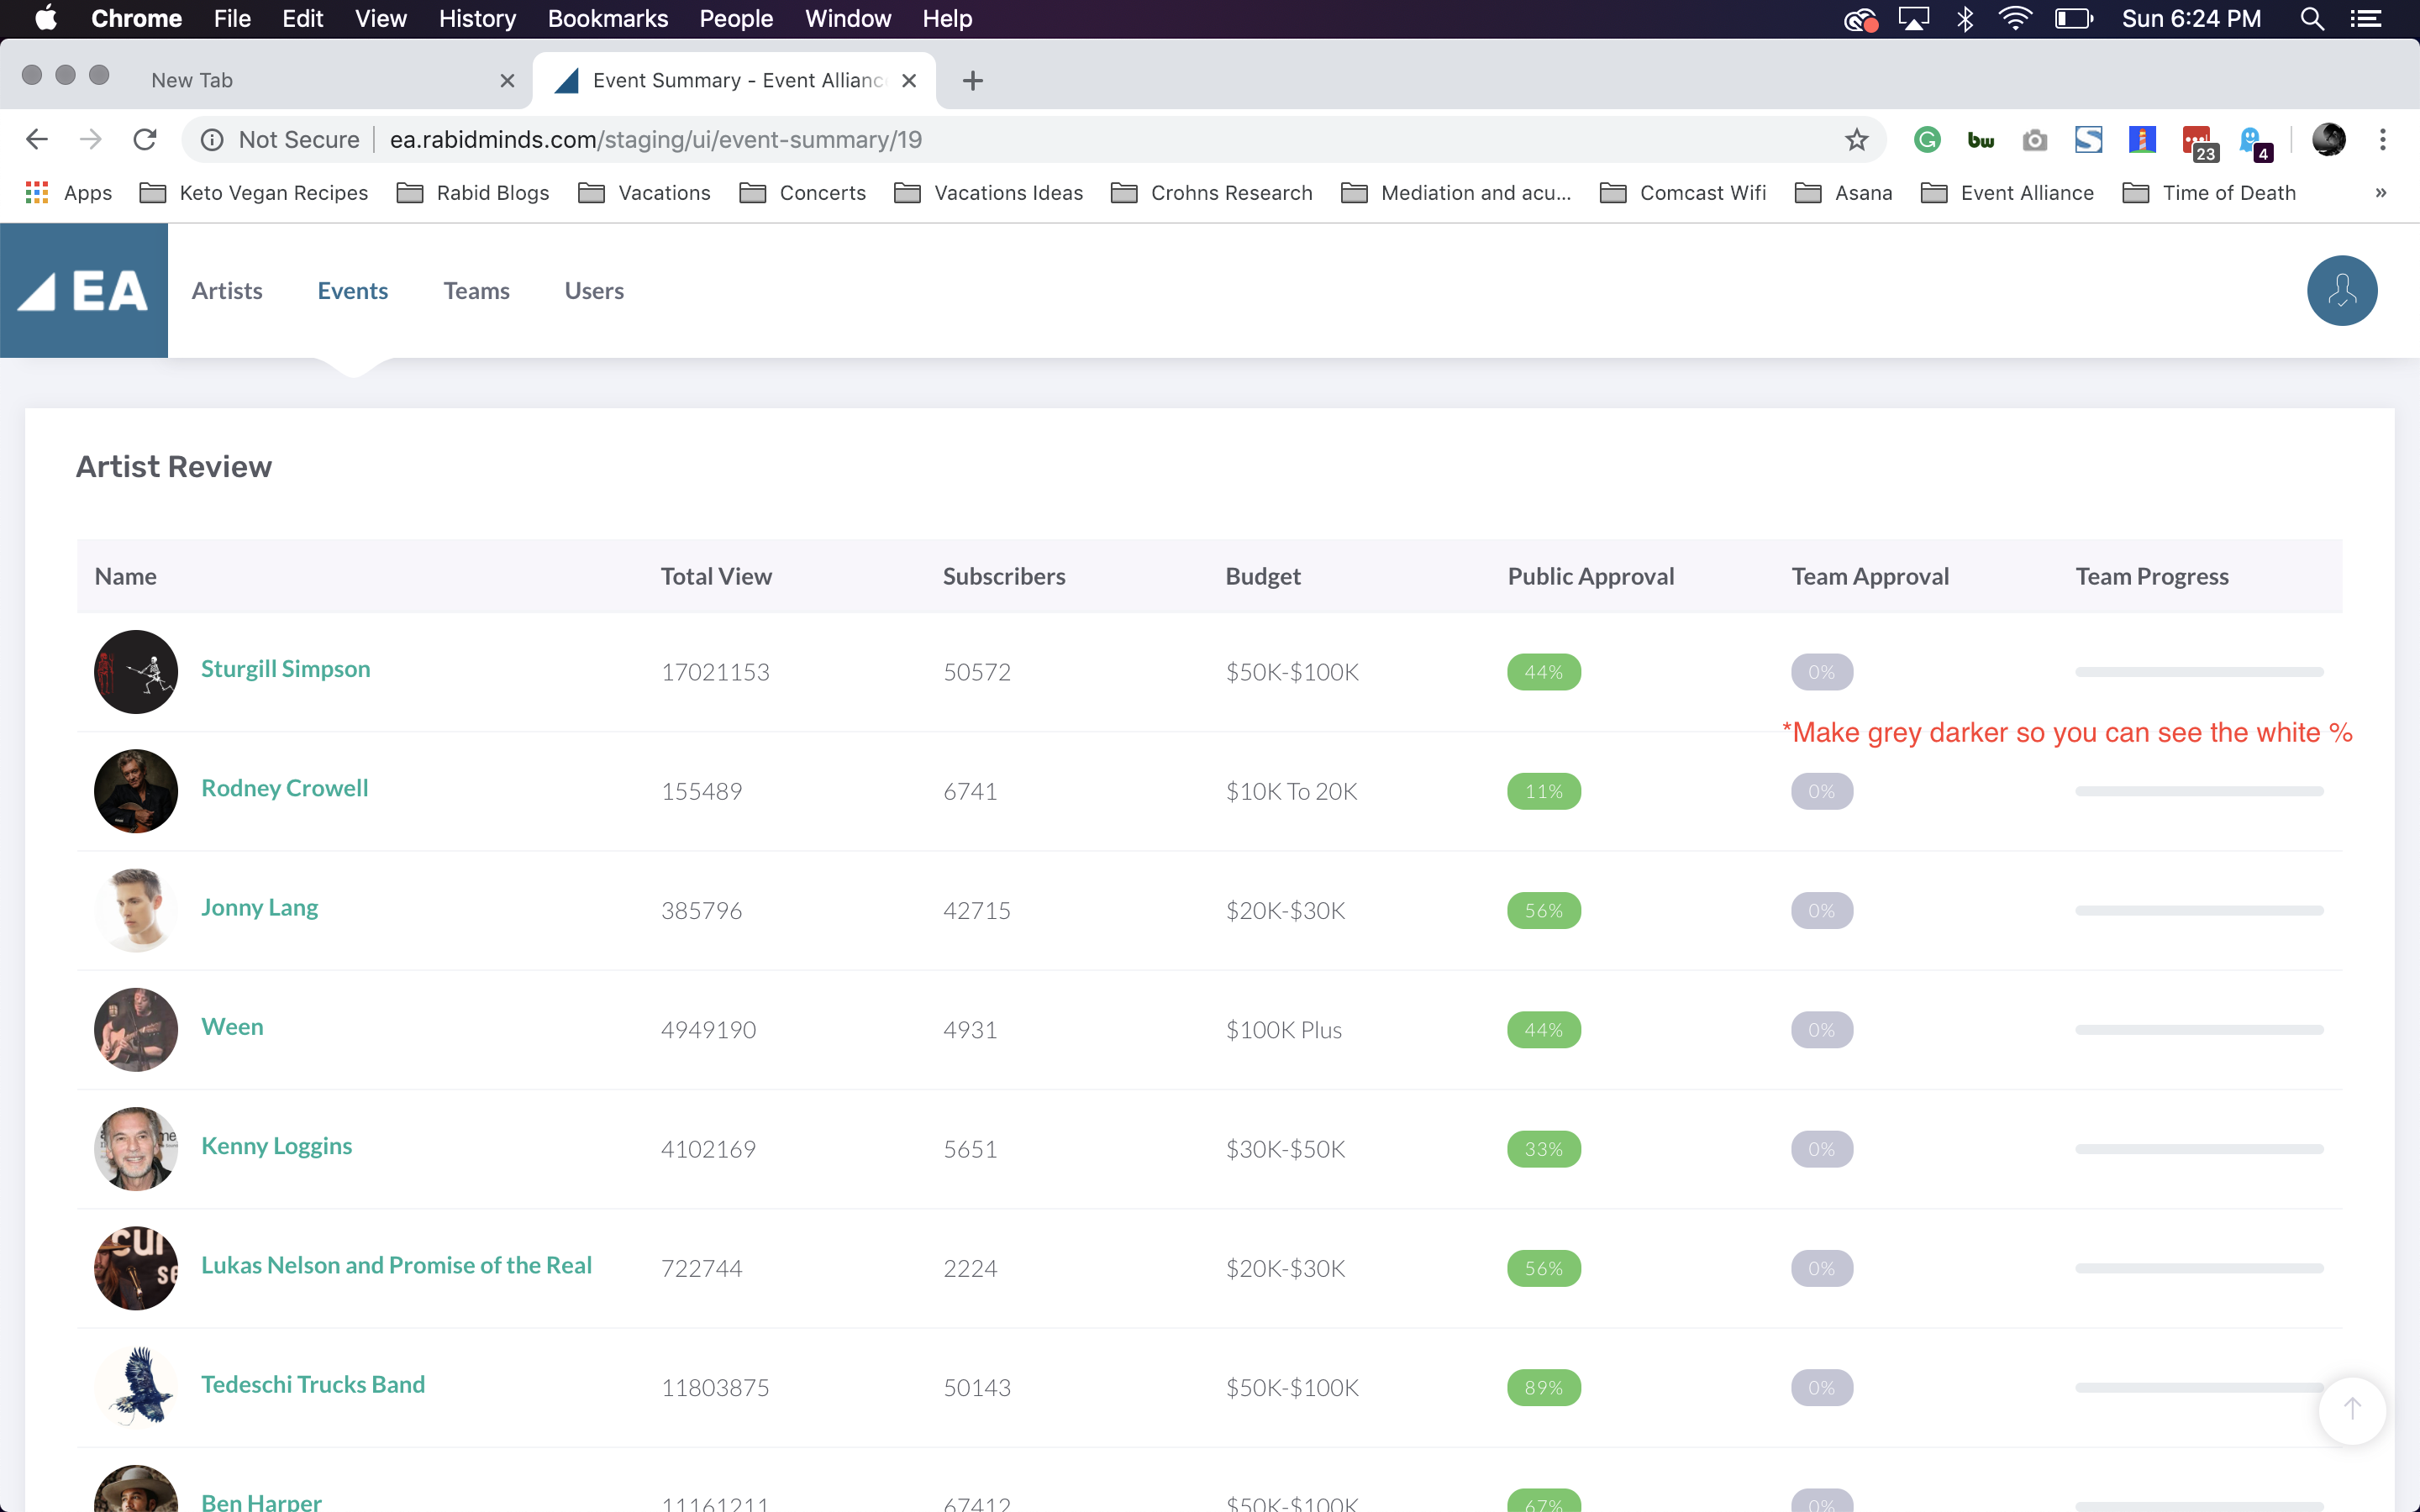 Chrome File Edit View History Bookmarks People Window Help Sun 6:24 PM
New Tab Event Summary - Event Alliance
Not Secure ea.rabidminds.com/staging/ui/event-summary/19 23 4
Apps Keto Vegan Recipes Rabid Blogs Vacations Concerts Vacations Ideas Crohns Research Mediation and acu... Comcast Wifi Asana Event Alliance Time of Death »
EA Artists Events Teams Users
Artist Review
Name Total View Subscribers Budget Public Approval Team Approval Team Progress
Sturgill Simpson 17021153 50572 $50K-$100K 44% 0%
*Make grey darker so you can see the white %
Rodney Crowell 155489 6741 $10K To 20K 11% 0%
Jonny Lang 385796 42715 $20K-$30K 56% 0%
Ween 4949190 4931 $100K Plus 44% 0%
Kenny Loggins 4102169 5651 $30K-$50K 33% 0%
Lukas Nelson and Promise of the Real 722744 2224 $20K-$30K 56% 0%
Tedeschi Trucks Band 11803875 50143 $50K-$100K 89% 0%
Ben Harper 11161211 67412 $50K-$100K 67% 0%